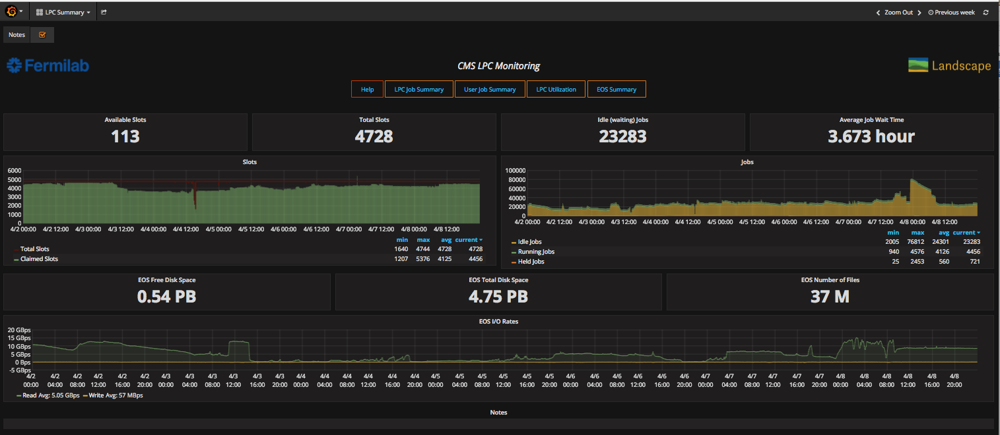 LPC Summary
Zoom Out Previous week
Notes
Fermilab
CMS LPC Monitoring
Landscape
Help LPC Job Summary User Job Summary LPC Utilization EOS Summary
Available Slots Total Slots Idle (waiting) Jobs Average Job Wait Time
113 4728 23283 3.673 hour
Slots
6000
5000
4000
3000
2000
1000
0
4/2 00:00 4/2 12:00 4/3 00:00 4/3 12:00 4/4 00:00 4/4 12:00 4/5 00:00 4/5 12:00 4/6 00:00 4/6 12:00 4/7 00:00 4/7 12:00 4/8 00:00 4/8 12:00
min max avg current
Total Slots 1640 4744 4728 4728
Claimed Slots 1207 5376 4125 4456
Jobs
100000
80000
60000
40000
20000
0
4/2 00:00 4/2 12:00 4/3 00:00 4/3 12:00 4/4 00:00 4/4 12:00 4/5 00:00 4/5 12:00 4/6 00:00 4/6 12:00 4/7 00:00 4/7 12:00 4/8 00:00 4/8 12:00
min max avg current
Idle Jobs 2005 76812 24301 23283
Running Jobs 940 4576 4126 4456
Held Jobs 25 2453 560 721
EOS Free Disk Space EOS Total Disk Space EOS Number of Files
0.54 PB 4.75 PB 37 M
EOS I/O Rates
20 GBps
15 GBps
10 GBps
5 GBps
0 Bps
-5 GBps
4/2 4/2 4/2 4/2 4/2 4/2 4/3 4/3 4/3 4/3 4/3 4/3 4/4 4/4 4/4 4/4 4/4 4/4 4/5 4/5 4/5 4/5 4/5 4/5 4/6 4/6 4/6 4/6 4/6 4/6 4/7 4/7 4/7 4/7 4/7 4/7 4/8 4/8 4/8 4/8 4/8 4/8
00:00 04:00 08:00 12:00 16:00 20:00 00:00 04:00 08:00 12:00 16:00 20:00 00:00 04:00 08:00 12:00 16:00 20:00 00:00 04:00 08:00 12:00 16:00 20:00 00:00 04:00 08:00 12:00 16:00 20:00 00:00 04:00 08:00 12:00 16:00 20:00 00:00 04:00 08:00 12:00 16:00 20:00
Read Avg: 5.05 GBps Write Avg: 57 MBps
Notes